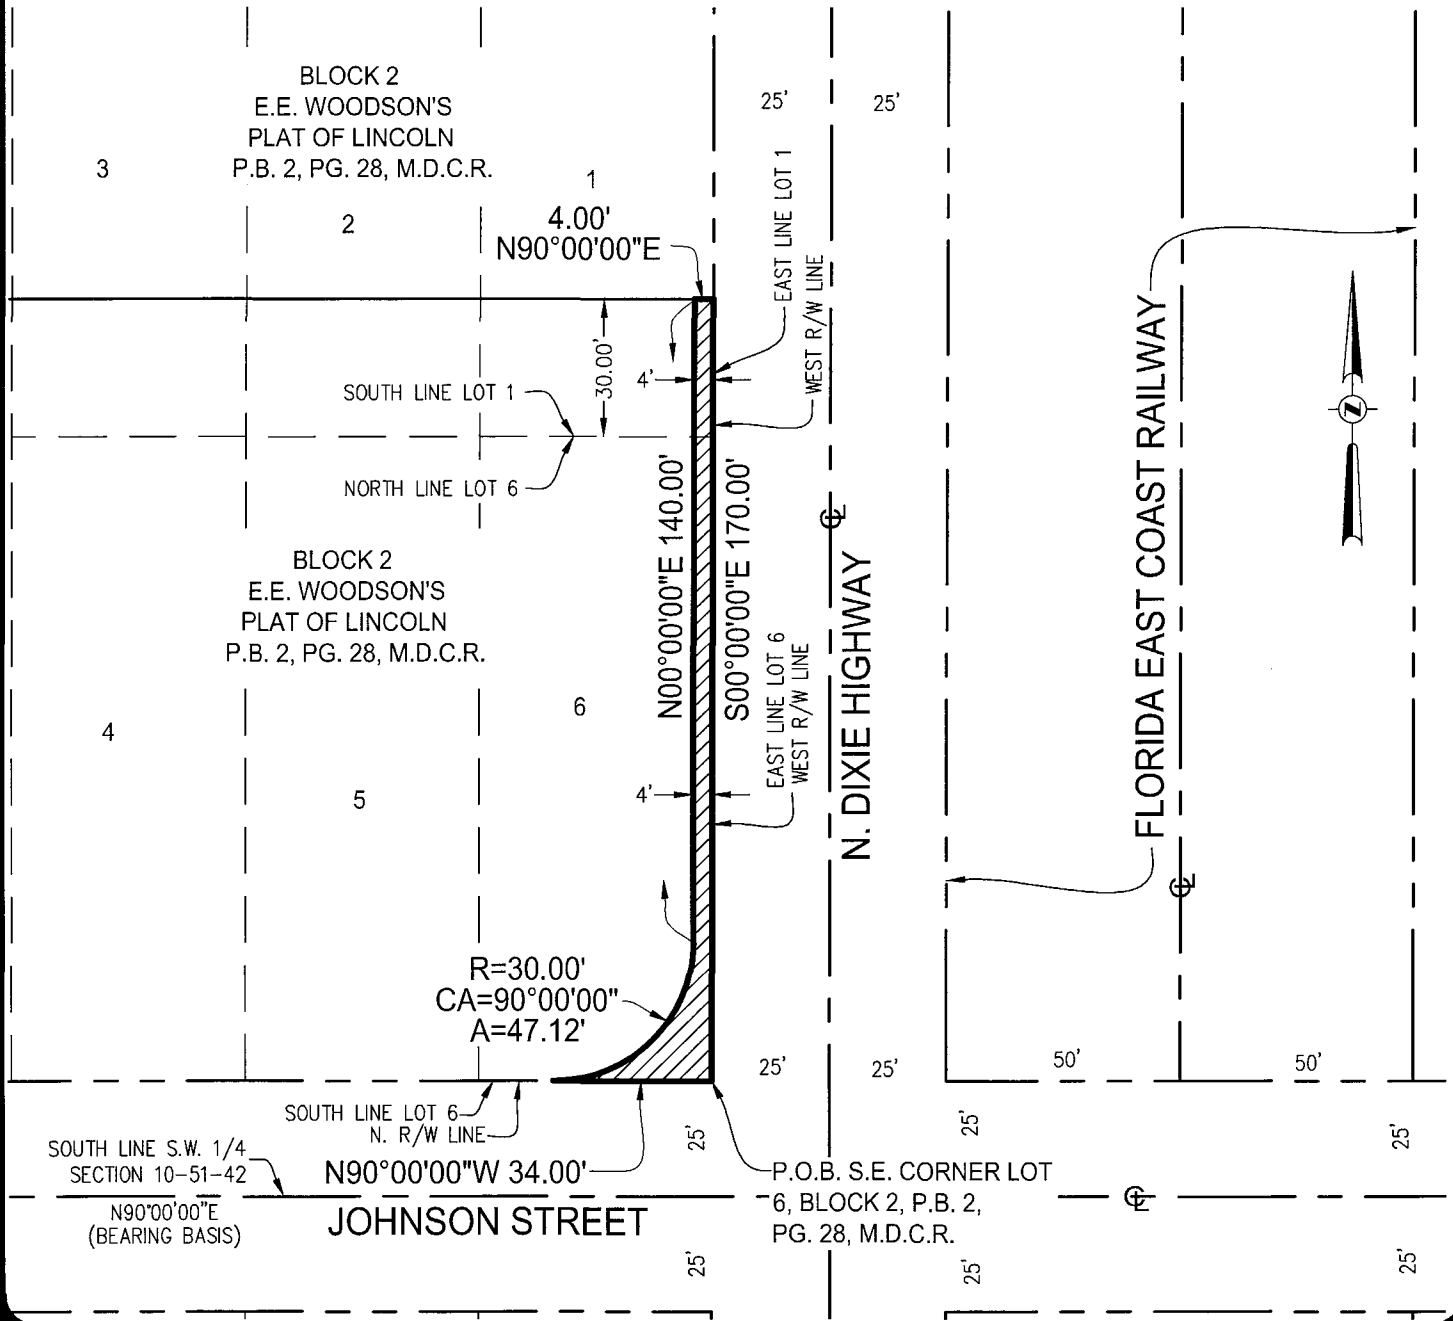 BLOCK 2
E.E. WOODSON'S
PLAT OF LINCOLN
P.B. 2, PG. 28, M.D.C.R.
3
2
1
4.00'
N90°00'00"E
25'
25'
EAST LINE LOT 1
WEST R/W LINE
30.00'
4'
SOUTH LINE LOT 1
NORTH LINE LOT 6
N00°00'00"E 140.00'
S00°00'00"E 170.00'
BLOCK 2
E.E. WOODSON'S
PLAT OF LINCOLN
P.B. 2, PG. 28, M.D.C.R.
4
5
6
4'
EAST LINE LOT 6
WEST R/W LINE
N. DIXIE HIGHWAY
FLORIDA EAST COAST RAILWAY
Z
℄
℄
R=30.00'
CA=90°00'00"
A=47.12'
25'
25'
50'
50'
SOUTH LINE LOT 6
N. R/W LINE
SOUTH LINE S.W. 1/4
SECTION 10-51-42
N90°00'00"W 34.00'
N90°00'00"E
(BEARING BASIS)
JOHNSON STREET
25'
25'
25'
P.O.B. S.E. CORNER LOT
6, BLOCK 2, P.B. 2,
PG. 28, M.D.C.R.
℄
25'
25'
25'